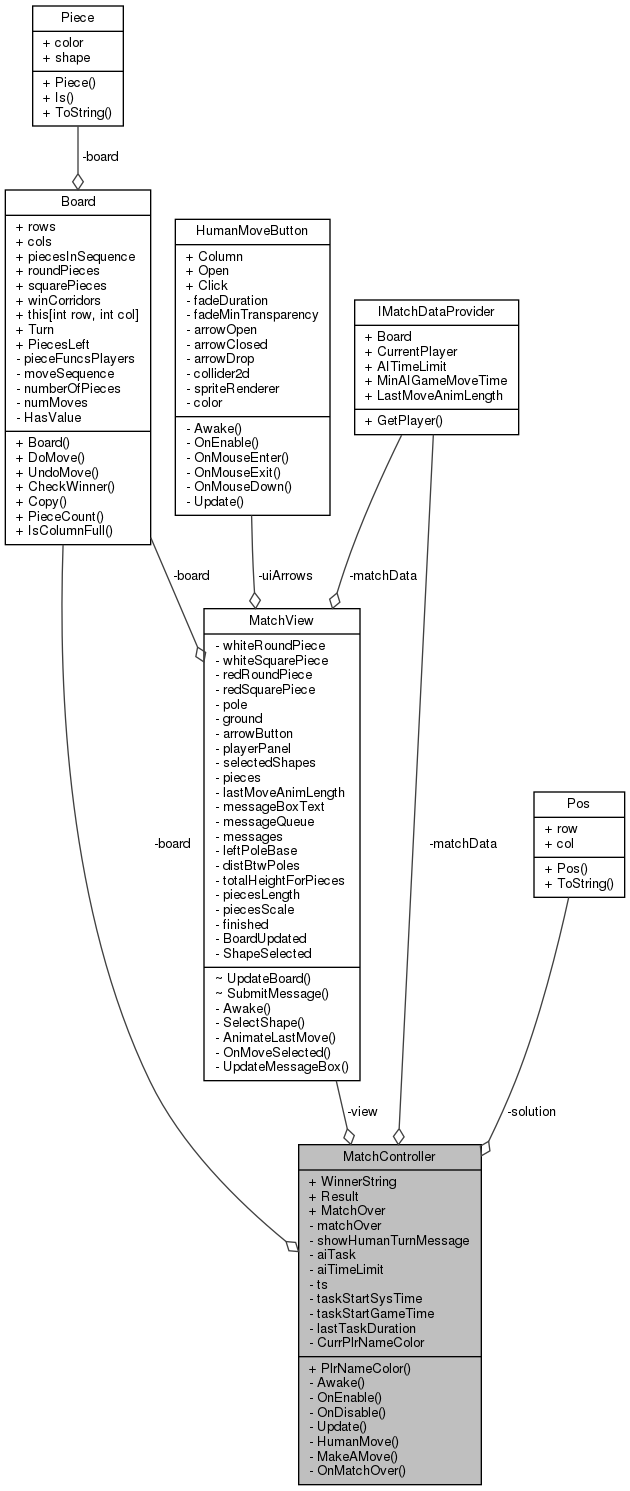 Piece
+ color
+ shape
+ Piece()
+ Is()
+ ToString()
-board
Board
+ rows
+ cols
+ piecesInSequence
+ roundPieces
+ squarePieces
+ winCorridors
+ this[int row, int col]
+ Turn
+ PiecesLeft
- pieceFuncsPlayers
- moveSequence
- numberOfPieces
- numMoves
- HasValue
+ Board()
+ DoMove()
+ UndoMove()
+ CheckWinner()
+ Copy()
+ PieceCount()
+ IsColumnFull()
HumanMoveButton
+ Column
+ Open
+ Click
- fadeDuration
- fadeMinTransparency
- arrowOpen
- arrowClosed
- arrowDrop
- collider2d
- spriteRenderer
- color
- Awake()
- OnEnable()
- OnMouseEnter()
- OnMouseExit()
- OnMouseDown()
- Update()
IMatchDataProvider
+ Board
+ CurrentPlayer
+ AITimeLimit
+ MinAIGameMoveTime
+ LastMoveAnimLength
+ GetPlayer()
-board
-uiArrows
-matchData
MatchView
- whiteRoundPiece
- whiteSquarePiece
- redRoundPiece
- redSquarePiece
- pole
- ground
- arrowButton
- playerPanel
- selectedShapes
- pieces
- lastMoveAnimLength
- messageBoxText
- messageQueue
- messages
- leftPoleBase
- distBtwPoles
- totalHeightForPieces
- piecesLength
- piecesScale
- finished
- BoardUpdated
- ShapeSelected
~ UpdateBoard()
~ SubmitMessage()
- Awake()
- SelectShape()
- AnimateLastMove()
- OnMoveSelected()
- UpdateMessageBox()
-board
-matchData
Pos
+ row
+ col
+ Pos()
+ ToString()
-view
-solution
MatchController
+ WinnerString
+ Result
+ MatchOver
- matchOver
- showHumanTurnMessage
- aiTask
- aiTimeLimit
- ts
- taskStartSysTime
- taskStartGameTime
- lastTaskDuration
- CurrPlrNameColor
+ PlrNameColor()
- Awake()
- OnEnable()
- OnDisable()
- Update()
- HumanMove()
- MakeAMove()
- OnMatchOver()